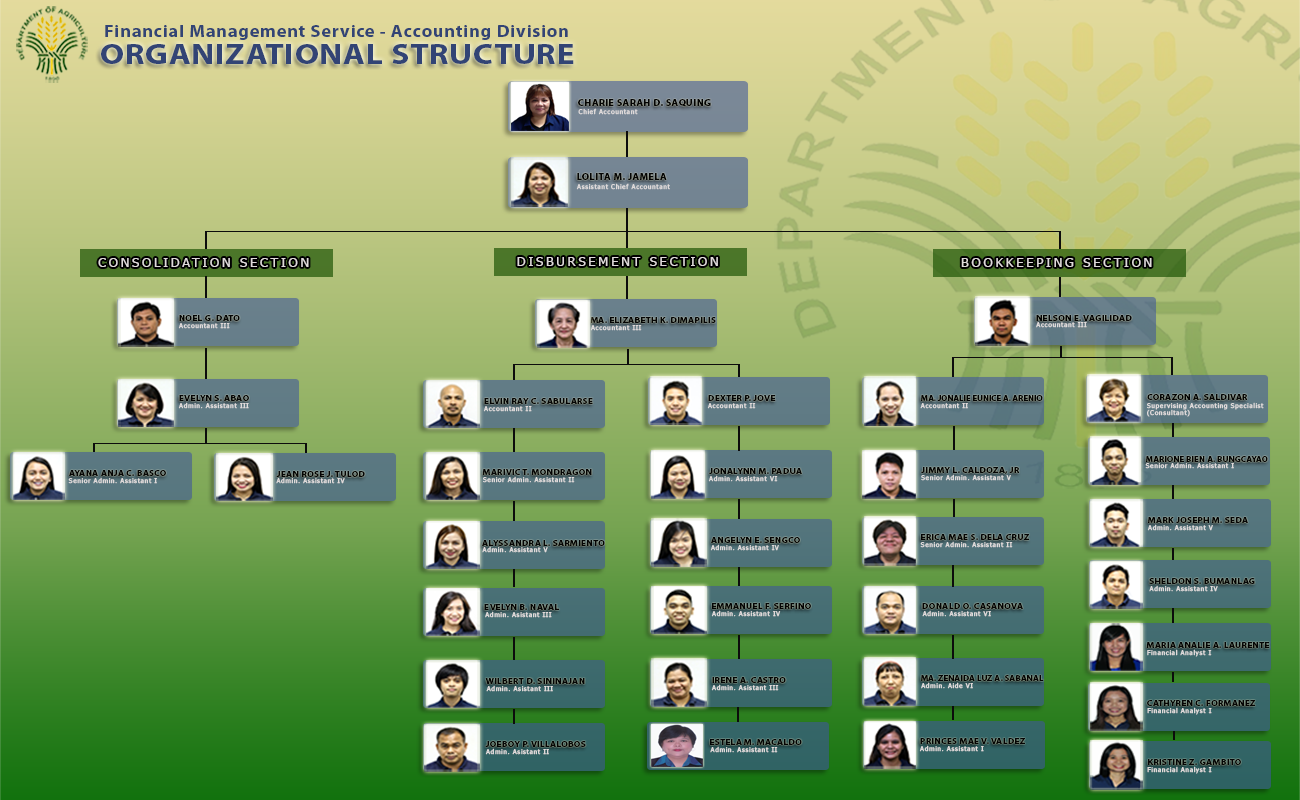 DEPARTMENT OF AGRICULTURE
Financial Management Service - Accounting Division
ORGANIZATIONAL STRUCTURE
CHARIE SARAH D. SAQUING
Chief Accountant
LOLITA M. JAMELA
Assistant Chief Accountant
CONSOLIDATION SECTION
NOEL G. DATO
Accountant III
EVELYN S. ABAO
Admin. Assistant III
AYANA ANJA C. BASCO
Senior Admin. Assistant I
JEAN ROSE J. TULOD
Admin. Assistant IV
DISBURSEMENT SECTION
MA. ELIZABETH K. DIMAPILIS
Accountant III
ELVIN RAY C. SABULARSE
Accountant II
MARIVIC T. MONDRAGON
Senior Admin. Assistant II
ALYSSANDRA L. SARMIENTO
Admin. Assistant V
EVELYN B. NAVAL
Admin. Assistant III
WILBERT D. SININAJAN
Admin. Assistant III
JOEBOY P. VILLALOBOS
Admin. Asistant II
DEXTER P. JOVE
Accountant II
JONALYNN M. PADUA
Admin. Assistant VI
ANGELYN E. SENGCO
Admin. Assistant IV
EMMANUEL F. SERFINO
Admin. Assistant IV
IRENE A. CASTRO
Admin. Asistant III
ESTELA M. MACALDO
Admin. Assistant II
BOOKKEEPING SECTION
NELSON E. VAGILIDAD
Accountant III
MA. JONALIE EUNICE A. ARENIO
Accountant II
JIMMY L. CALDOZA, JR
Senior Admin. Assistant V
ERICA MAE S. DELA CRUZ
Senior Admin. Assistant II
DONALD O. CASANOVA
Admin. Assistant VI
MA. ZENAIDA LUZ A. SABANAL
Admin. Aide VI
PRINCES MAE V. VALDEZ
Admin. Assistant I
CORAZON A. SALDIVAR
Supervising Accounting Specialist
(Consultant)
MARIONE BIEN A. BUNGCAYAO
Senior Admin. Assistant I
MARK JOSEPH M. SEDA
Admin. Assistant V
SHELDON S. BUMANLAG
Admin. Assistant IV
MARIA ANALIE A. LAURENTE
Financial Analyst I
CATHYREN C. FORMANEZ
Financial Analyst I
KRISTINE Z. GAMBITO
Financial Analyst I